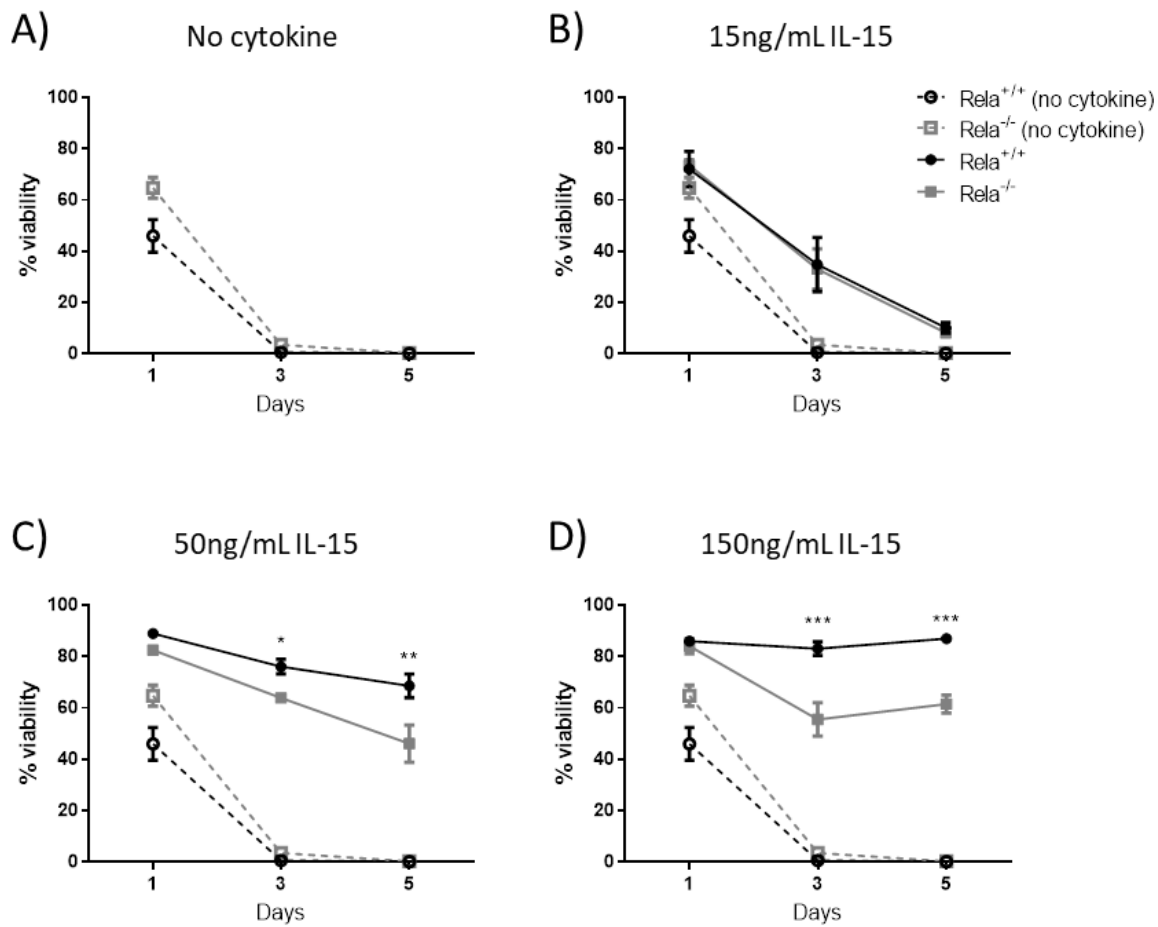 A) No cytokine
100
80
60
40
20
0
% viability
1 3 5
Days
B) 15ng/mL IL-15
100
80
60
40
20
0
% viability
1 3 5
Days
Rela+/+ (no cytokine)
Rela-/- (no cytokine)
Rela+/+
Rela-/-
C) 50ng/mL IL-15
100
80
60
40
20
0
% viability
* **
1 3 5
Days
D) 150ng/mL IL-15
100
80
60
40
20
0
% viability
*** ***
1 3 5
Days